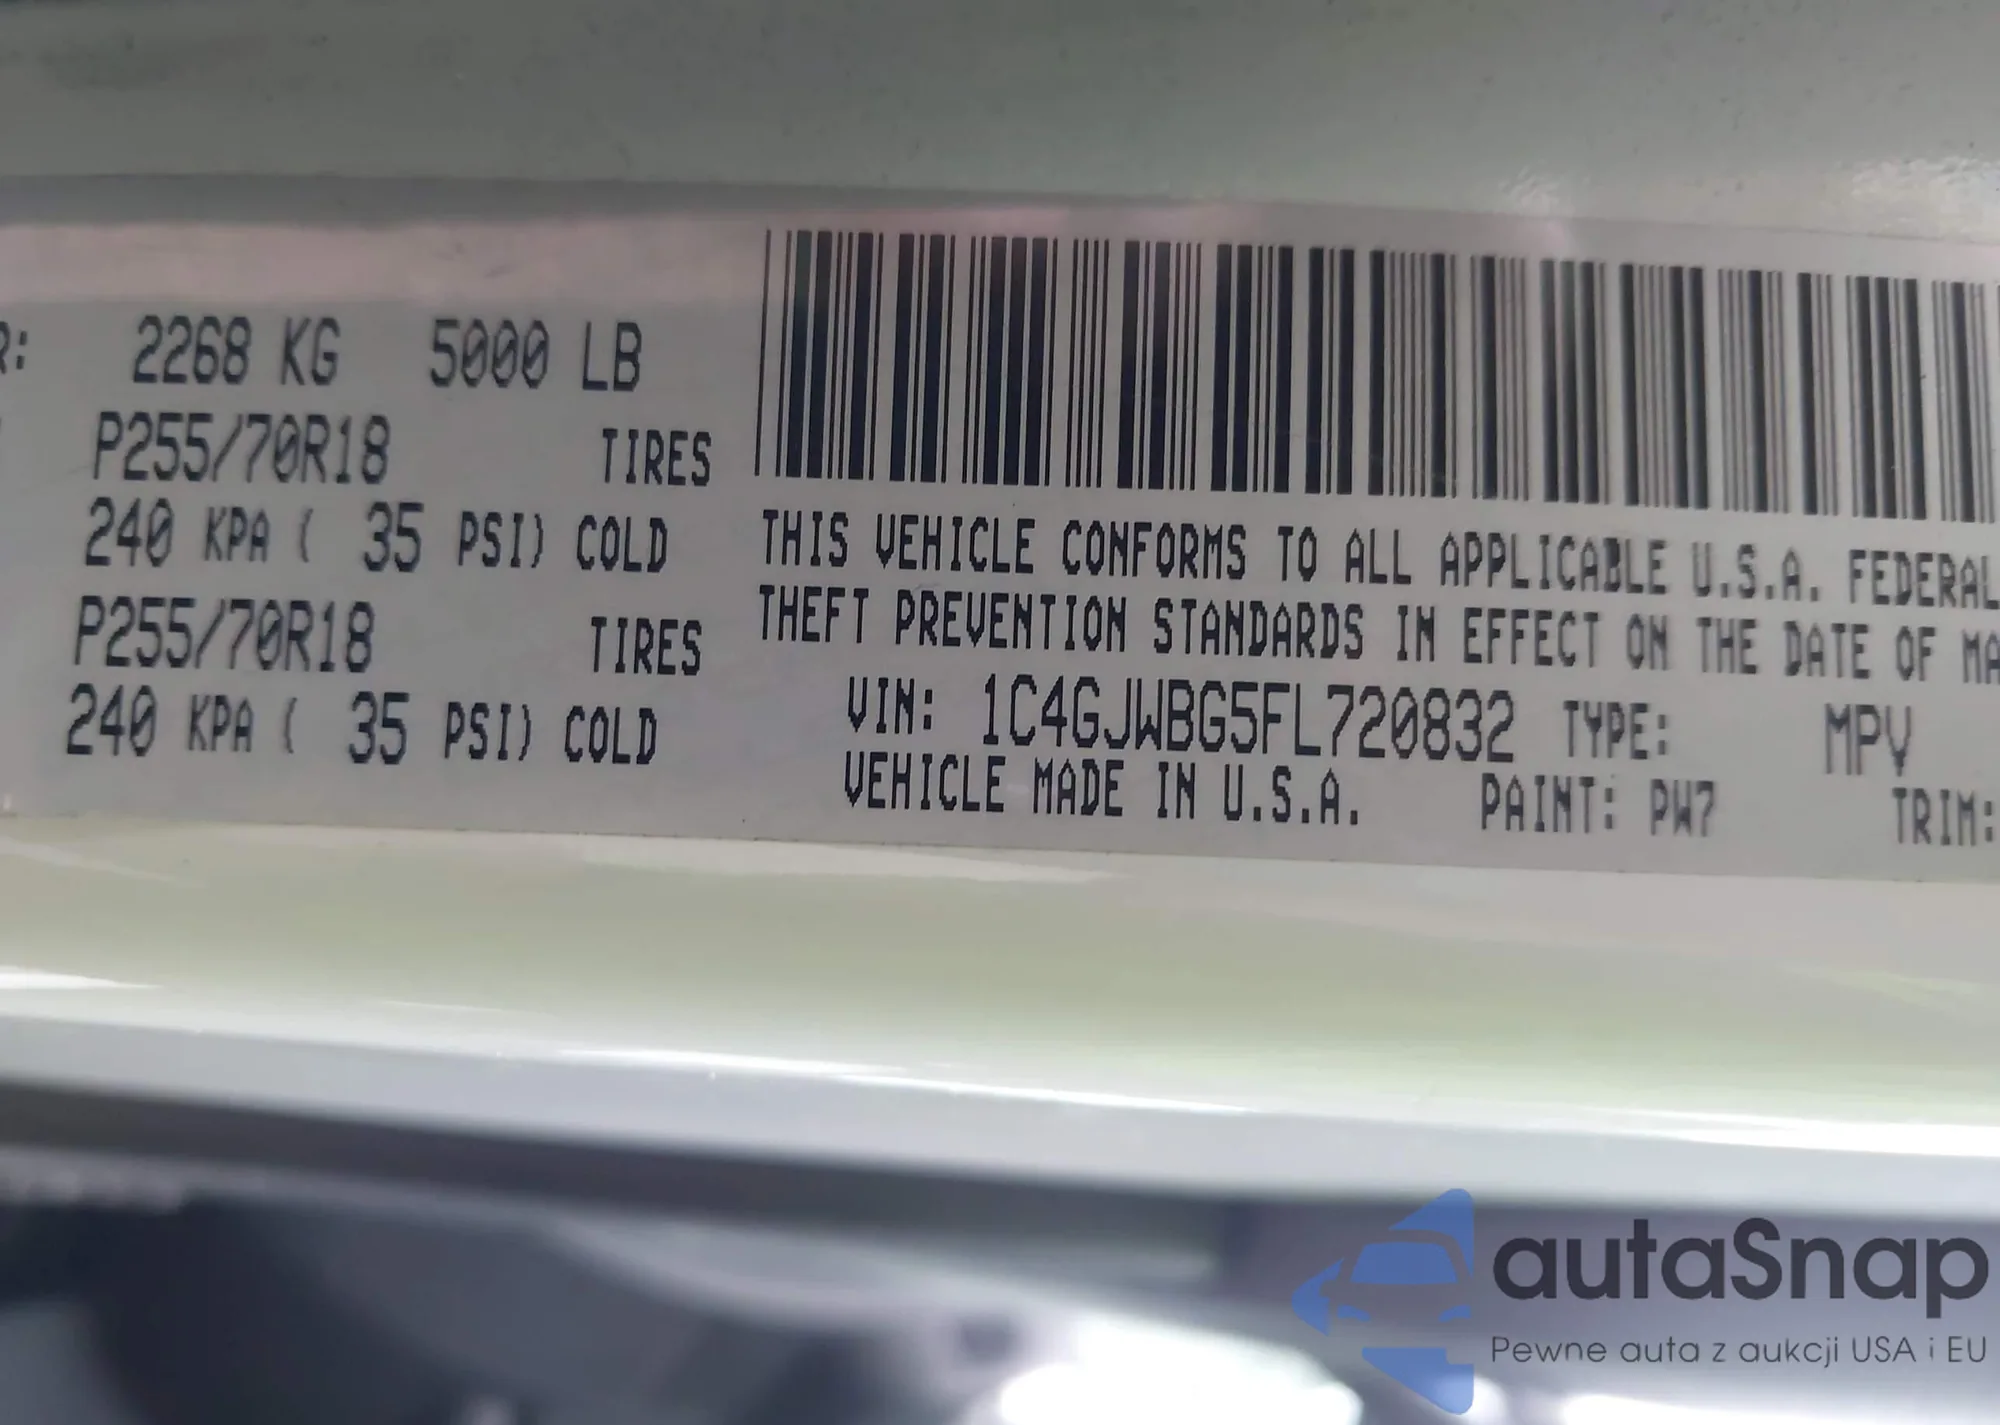 R: 2268 KG 5000 LB
P255/70R18 TIRES
240 KPA ( 35 PSI) COLD
P255/70R18 TIRES
240 KPA ( 35 PSI) COLD
THIS VEHICLE CONFORMS TO ALL APPLICABLE U.S.A. FEDERAL
THEFT PREVENTION STANDARDS IN EFFECT ON THE DATE OF MA
VIN: 1C4GJWBG5FL720832 TYPE: MPV
VEHICLE MADE IN U.S.A. PAINT: PW7 TRIM:
autaSnap
Pewne auta z aukcji USA i EU